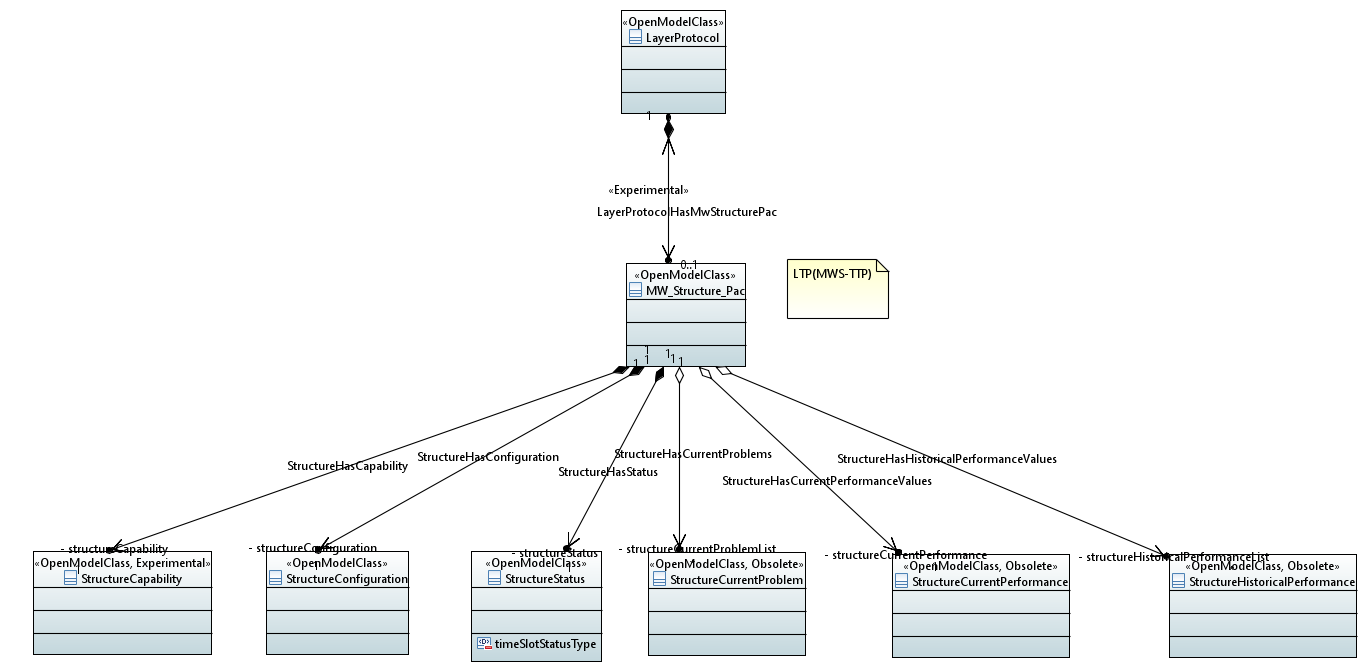 «OpenModelClass»
LayerProtocol
1
«Experimental»
LayerProtocolHasMwStructurePac
0..1
«OpenModelClass»
MW_Structure_Pac
LTP(MWS-TTP)
1
1
1
1
1
1
StructureHasCapability
StructureHasConfiguration
StructureHasStatus
StructureHasCurrentProblems
StructureHasCurrentPerformanceValues
StructureHasHistoricalPerformanceValues
- structureCapability
- structureConfiguration
- structureStatus
- structureCurrentProblemList
- structureCurrentPerformance
- structureHistoricalPerformanceList
«OpenModelClass, Experimental»
StructureCapability
«OpenModelClass»
StructureConfiguration
«OpenModelClass»
StructureStatus
timeSlotStatusType
«OpenModelClass, Obsolete»
StructureCurrentProblem
«OpenModelClass, Obsolete»
StructureCurrentPerformance
«OpenModelClass, Obsolete»
StructureHistoricalPerformance